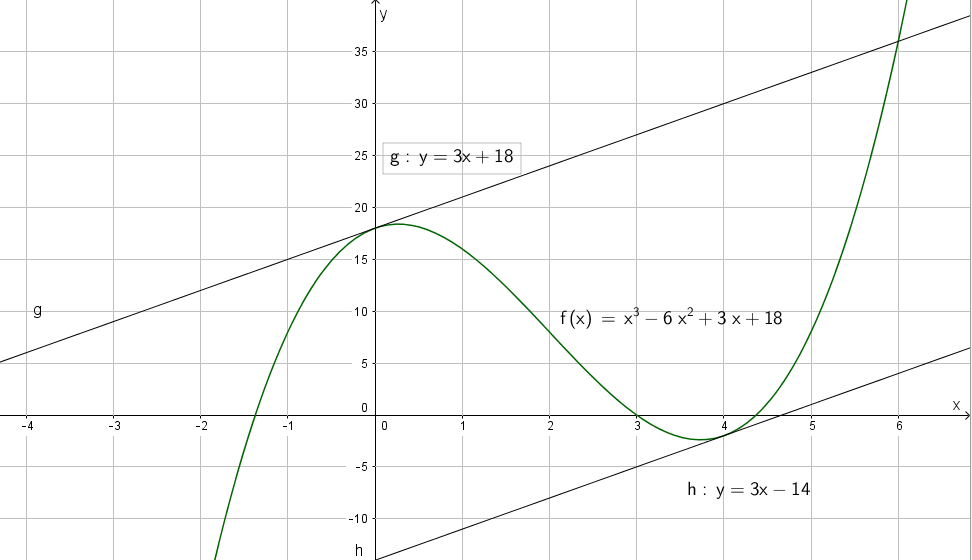 y
35
30
25
g : y = 3x + 18
20
15
g
10
f(x) = x³ − 6 x² + 3 x + 18
5
0
x
-4 -3 -2 -1 0 1 2 3 4 5 6
-5
h : y = 3x − 14
-10
h